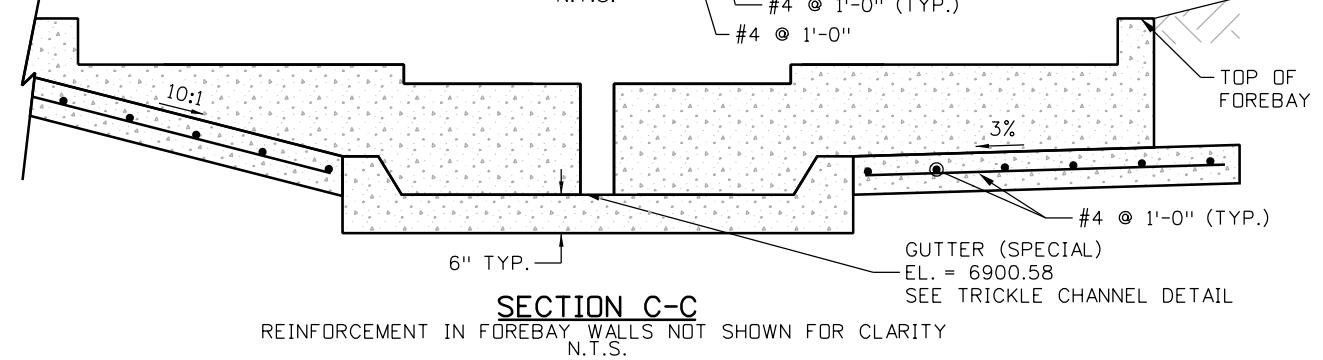 #4 @ 1'-0" (TYP.)
#4 @ 1'-0"
TOP OF
FOREBAY
10:1
3%
#4 @ 1'-0" (TYP.)
6" TYP.
GUTTER (SPECIAL)
EL. = 6900.58
SEE TRICKLE CHANNEL DETAIL
SECTION C-C
REINFORCEMENT IN FOREBAY WALLS NOT SHOWN FOR CLARITY
N.T.S.